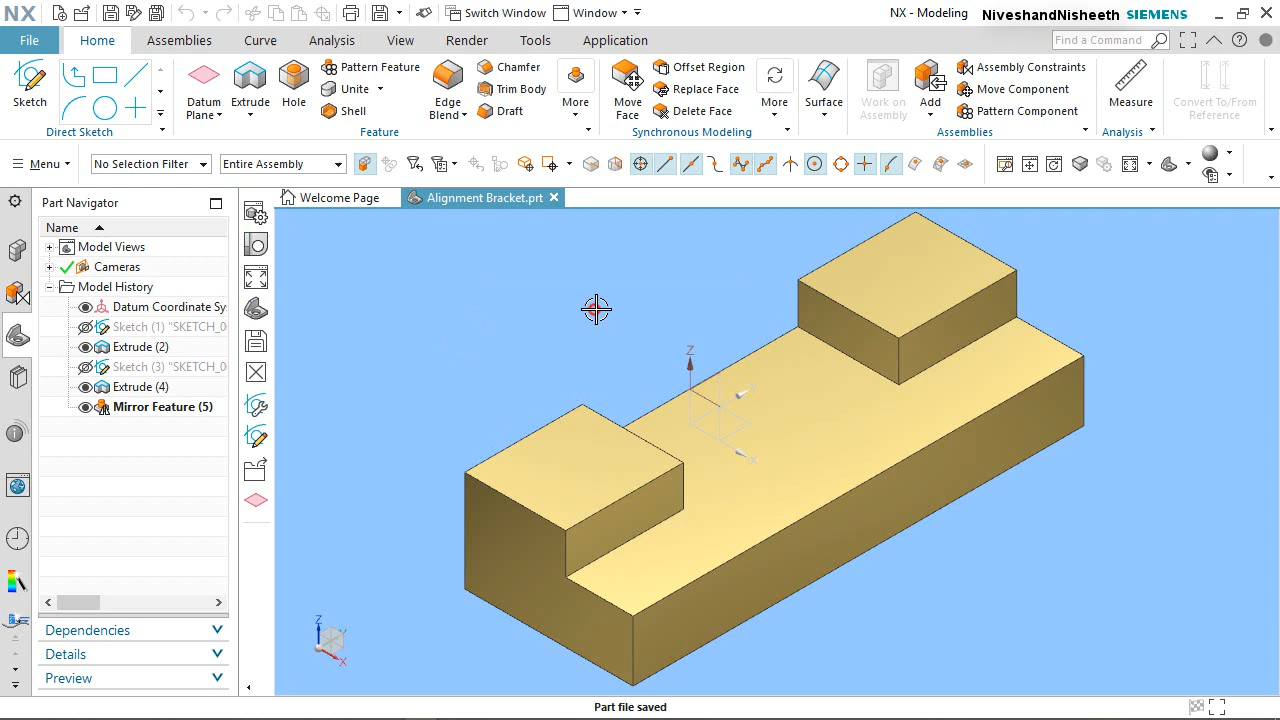 NX Switch Window Window NX - Modeling NiveshandNisheeth SIEMENS
File Home Assemblies Curve Analysis View Render Tools Application Find a Command
Sketch Datum Plane Extrude Hole Pattern Feature Unite Shell Edge Blend Chamfer Trim Body Draft More Move Face Offset Region Replace Face Delete Face More Surface Work on Assembly Add Assembly Constraints Move Component Pattern Component Measure Convert To/From Reference
Direct Sketch Feature Synchronous Modeling Assemblies Analysis
Menu No Selection Filter Entire Assembly
Part Navigator Welcome Page Alignment Bracket.prt
Name
Model Views
Cameras
Model History
Datum Coordinate Sy
Sketch (1) "SKETCH_0
Extrude (2)
Sketch (3) "SKETCH_0
Extrude (4)
Mirror Feature (5)
Z
X
Dependencies
Details
Preview
Z
Y
X
Part file saved